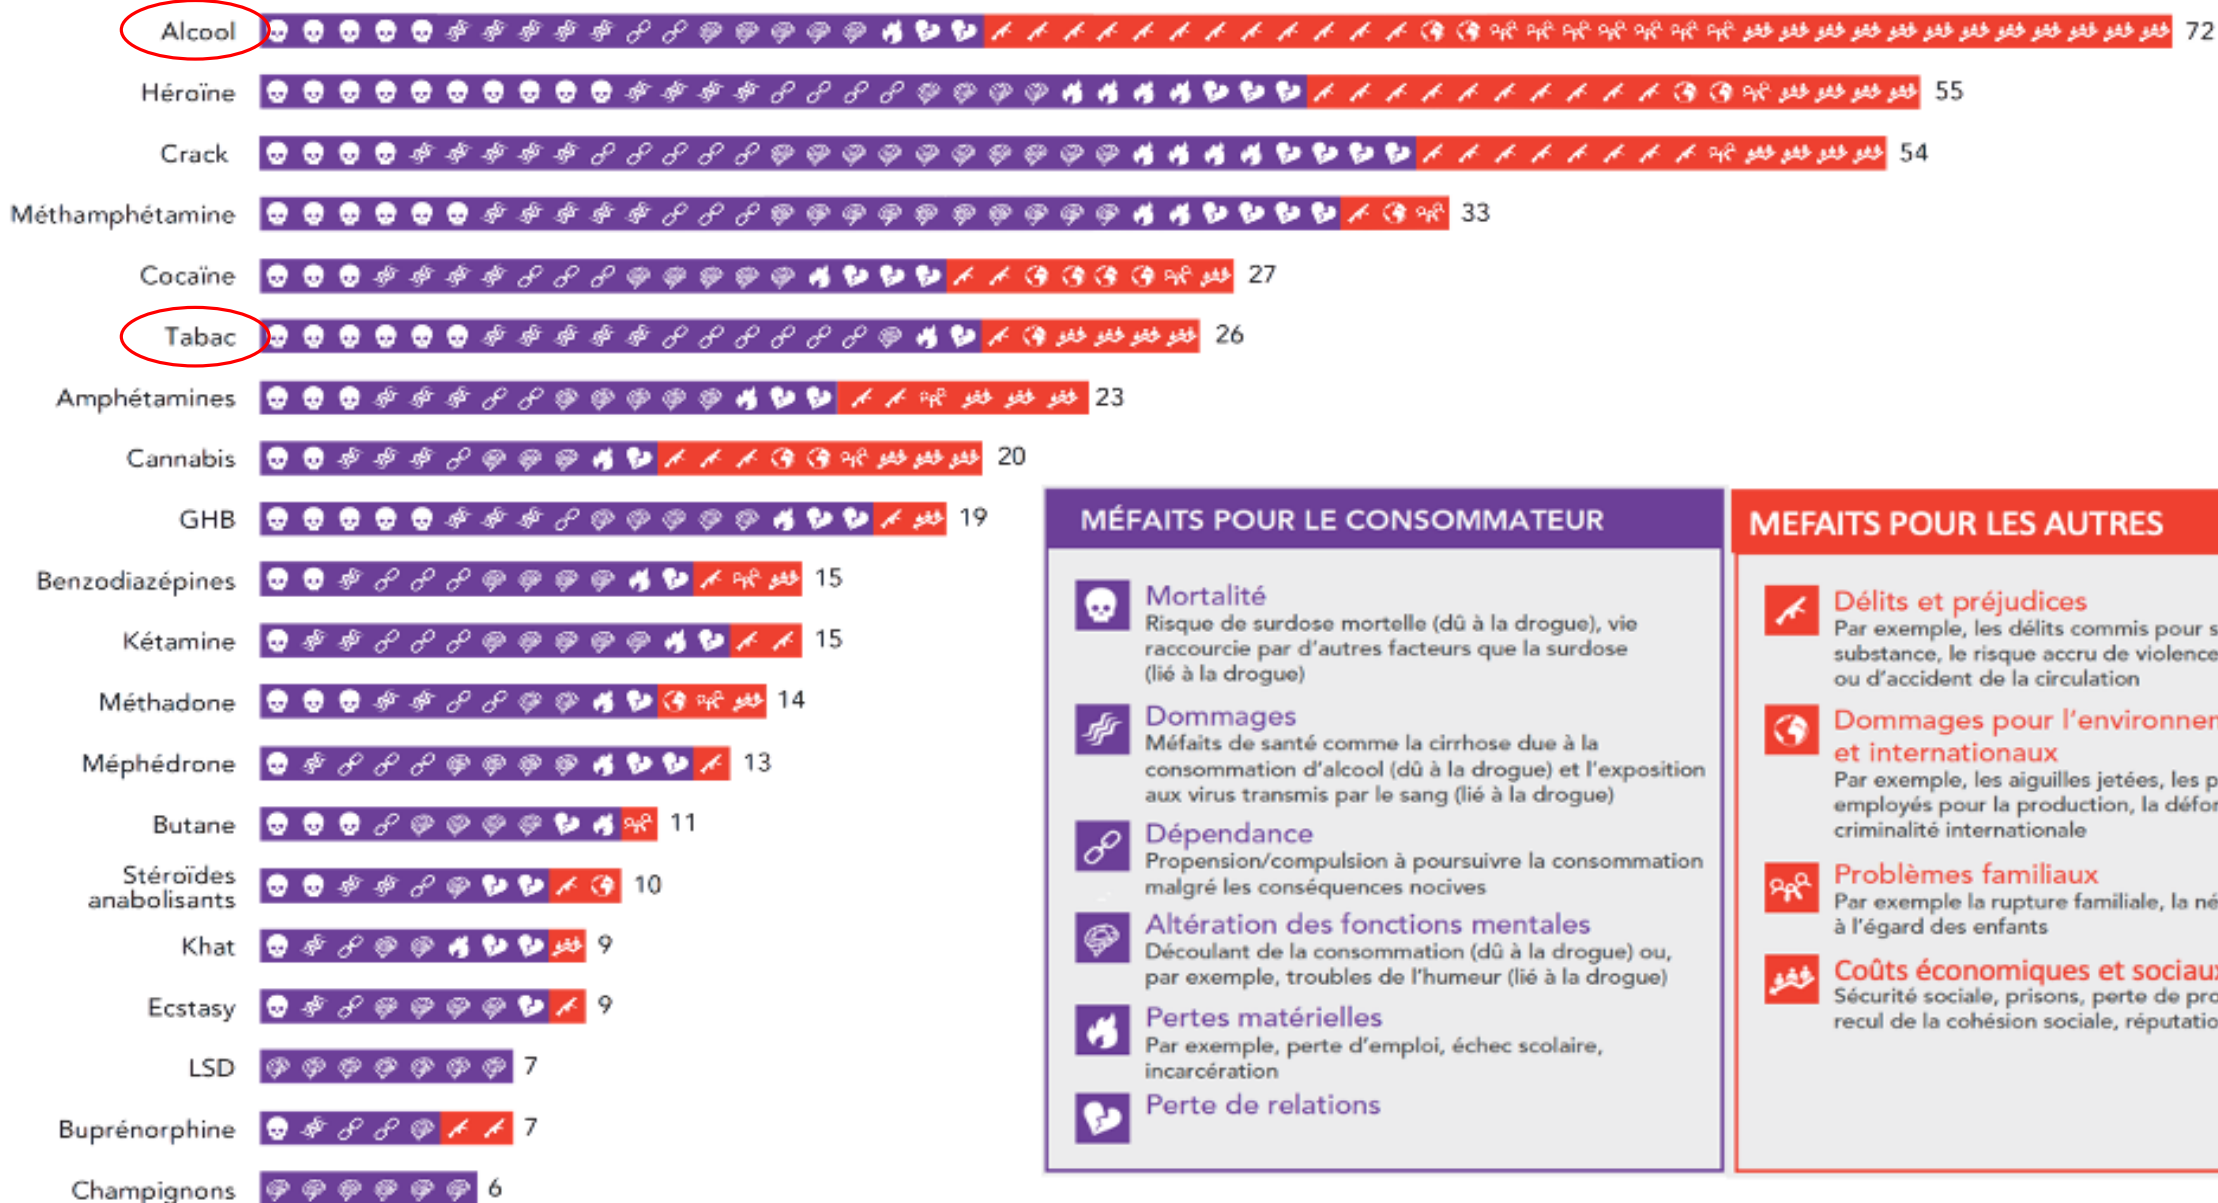 Alcool 72
Héroïne 55
Crack 54
Méthamphétamine 33
Cocaïne 27
Tabac 26
Amphétamines 23
Cannabis 20
GHB 19
Benzodiazépines 15
Kétamine 15
Méthadone 14
Méphédrone 13
Butane 11
Stéroïdes
anabolisants 10
Khat 9
Ecstasy 9
LSD 7
Buprénorphine 7
Champignons 6
MÉFAITS POUR LE CONSOMMATEUR
Mortalité
Risque de surdose mortelle (dû à la drogue), vie
raccourcie par d'autres facteurs que la surdose
(lié à la drogue)
Dommages
Méfaits de santé comme la cirrhose due à la
consommation d'alcool (dû à la drogue) et l'exposition
aux virus transmis par le sang (lié à la drogue)
Dépendance
Propension/compulsion à poursuivre la consommation
malgré les conséquences nocives
Altération des fonctions mentales
Découlant de la consommation (dû à la drogue) ou,
par exemple, troubles de l'humeur (lié à la drogue)
Pertes matérielles
Par exemple, perte d'emploi, échec scolaire,
incarcération
Perte de relations
MEFAITS POUR LES AUTRES
Délits et préjudices
Par exemple, les délits commis pour
substance, le risque accru de violence
ou d'accident de la circulation
Dommages pour
et internationaux
Par exemple, les aiguilles jetées, les
employés pour la production, la
criminalité internationale
Problèmes familiaux
Par exemple la rupture familiale, la
à l'égard des enfants
Coûts économiques et sociaux
Sécurité sociale, prisons, perte de
recul de la cohésion sociale,